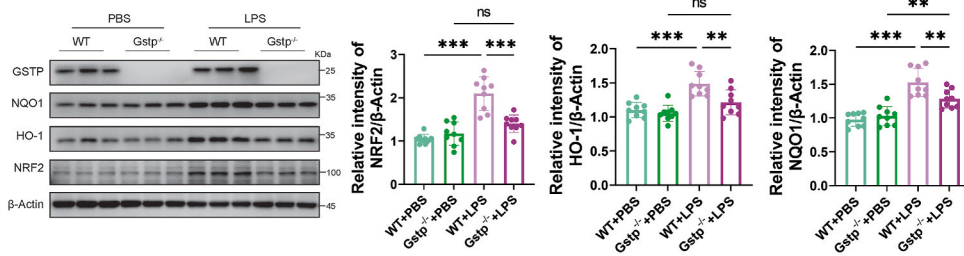 PBS LPS
WT Gstp-/- WT Gstp-/-
KDa
GSTP 25
NQO1 35
HO-1 35
NRF2 100
β-Actin 45
ns
*** ***
Relative intensity of
NRF2/β-Actin
3
2
1
0
WT+PBS
Gstp-/-+PBS
WT+LPS
Gstp-/-+LPS
ns
*** **
Relative intensity of
HO-1/β-Actin
2.0
1.5
1.0
0.5
0.0
WT+PBS
Gstp-/-+PBS
WT+LPS
Gstp-/-+LPS
**
*** **
Relative intensity of
NQO1/β-Actin
2.0
1.5
1.0
0.5
0.0
WT+PBS
Gstp-/-+PBS
WT+LPS
Gstp-/-+LPS